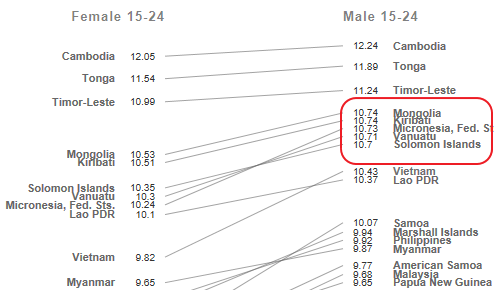 Female 15-24 Male 15-24
Cambodia 12.05 12.24 Cambodia
Tonga 11.54 11.89 Tonga
Timor-Leste 10.99 11.24 Timor-Leste
10.74 Mongolia
10.74 Kiribati
10.73 Micronesia, Fed. St
10.71 Vanuatu
10.7 Solomon Islands
Mongolia 10.53
Kiribati 10.51
10.43 Vietnam
10.37 Lao PDR
Solomon Islands 10.35
Vanuatu 10.3
Micronesia, Fed. Sts. 10.24
Lao PDR 10.1
10.07 Samoa
9.94 Marshall Islands
9.92 Philippines
9.87 Myanmar
Vietnam 9.82
9.77 American Samoa
9.68 Malaysia
Myanmar 9.65 9.65 Papua New Guinea